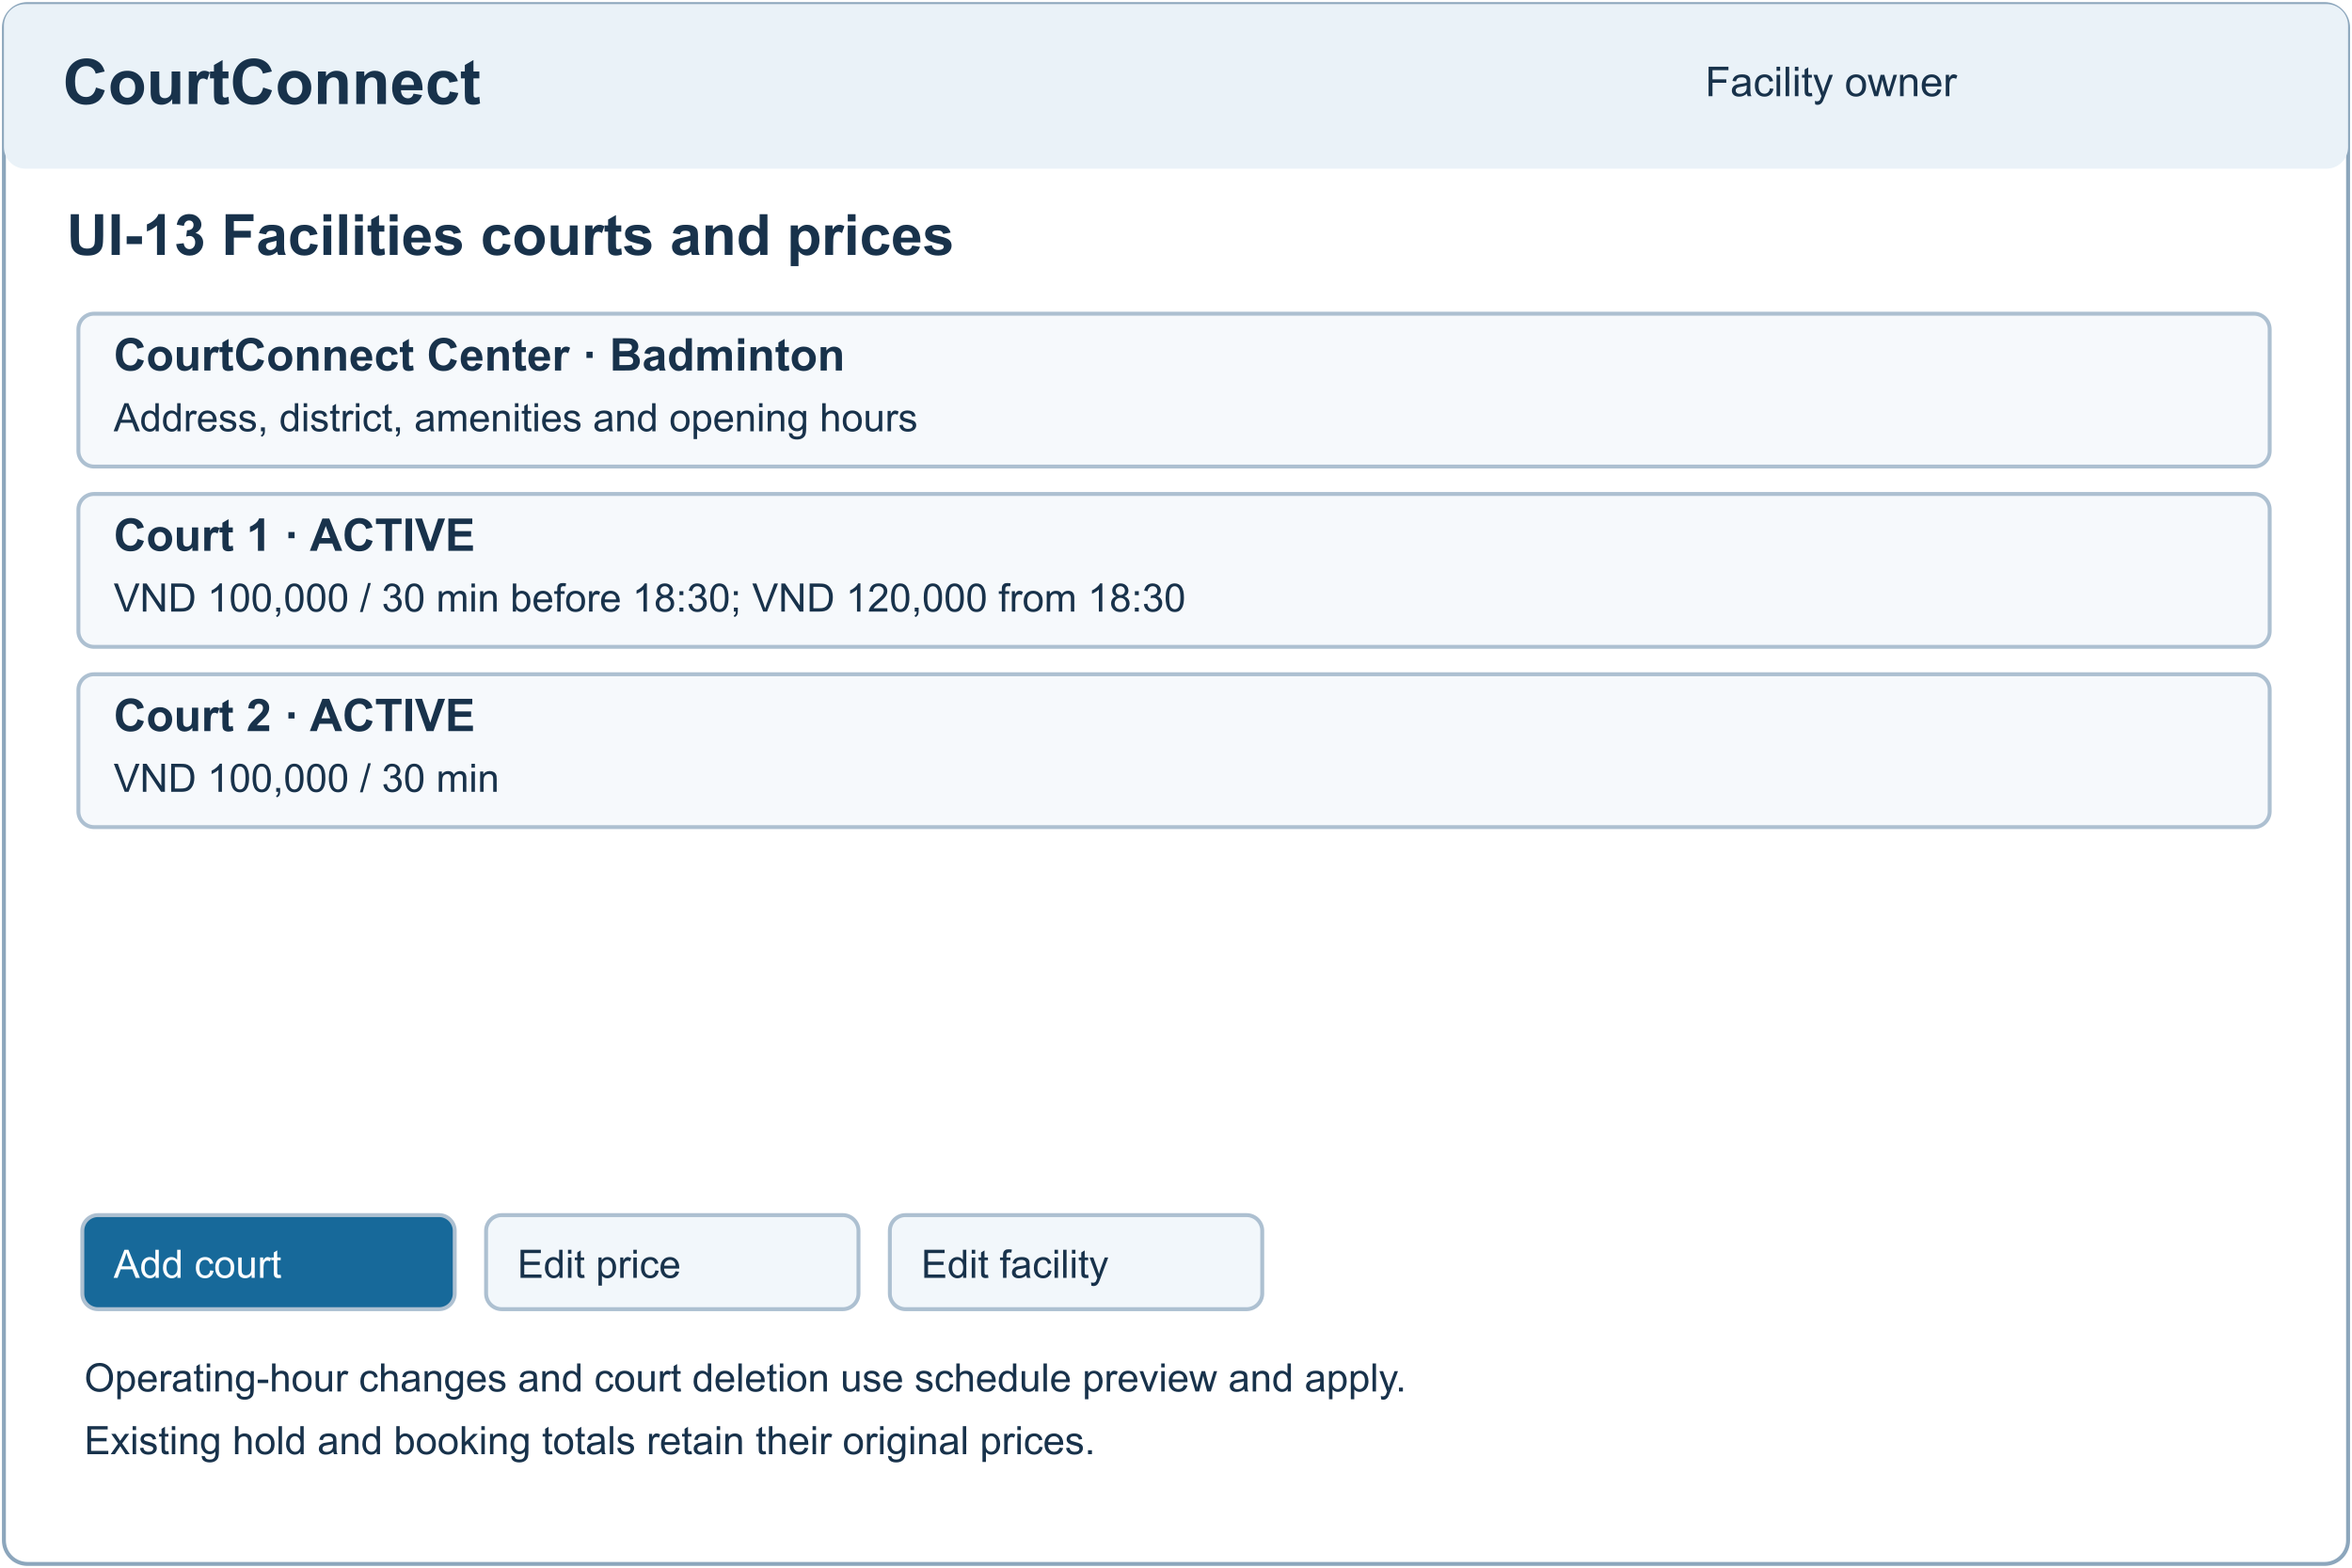 CourtConnect
Facility owner
UI-13 Facilities courts and prices
CourtConnect Center · Badminton
Address, district, amenities and opening hours
Court 1 · ACTIVE
VND 100,000 / 30 min before 18:30; VND 120,000 from 18:30
Court 2 · ACTIVE
VND 100,000 / 30 min
Add court
Edit price
Edit facility
Operating-hour changes and court deletion use schedule preview and apply.
Existing hold and booking totals retain their original prices.